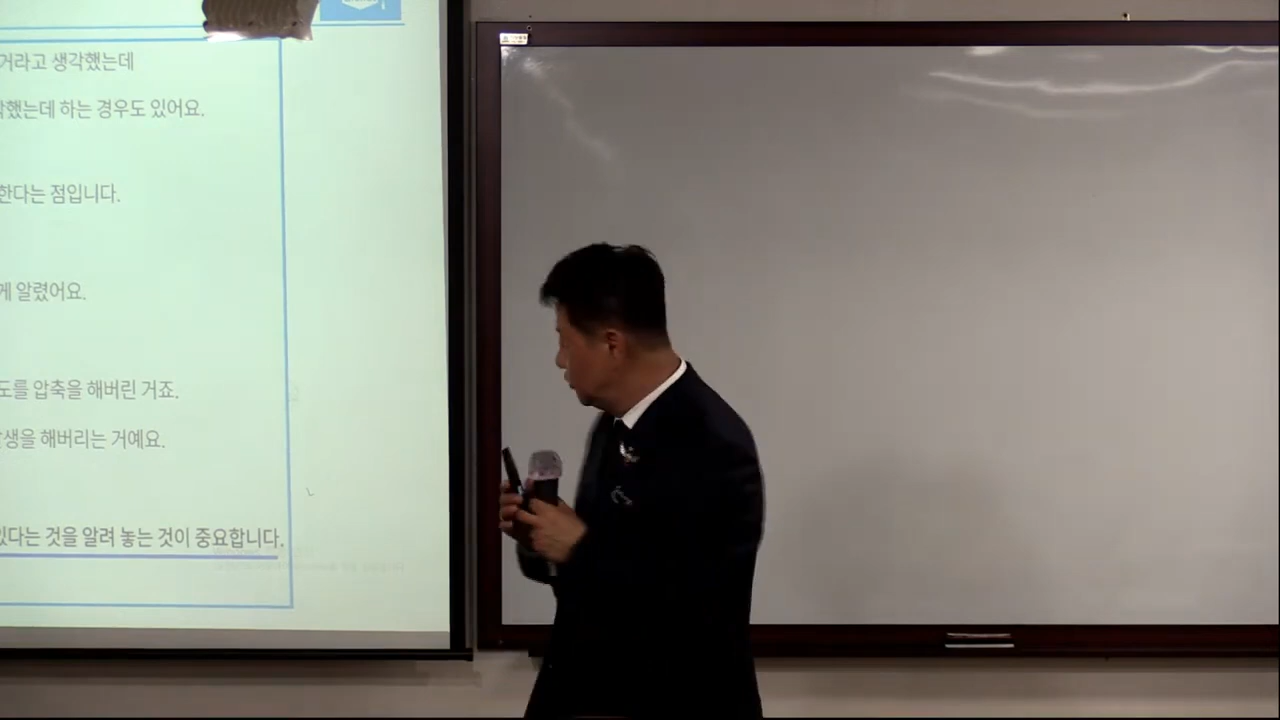 거라고 생각했는데
했는데 하는 경우도 있어요.
한다는 점입니다.
알렸어요.
도를 압축을 해버린 거죠.
해버리는 거예요.
있다는 것을 알려 놓는 것이 중요합니다.